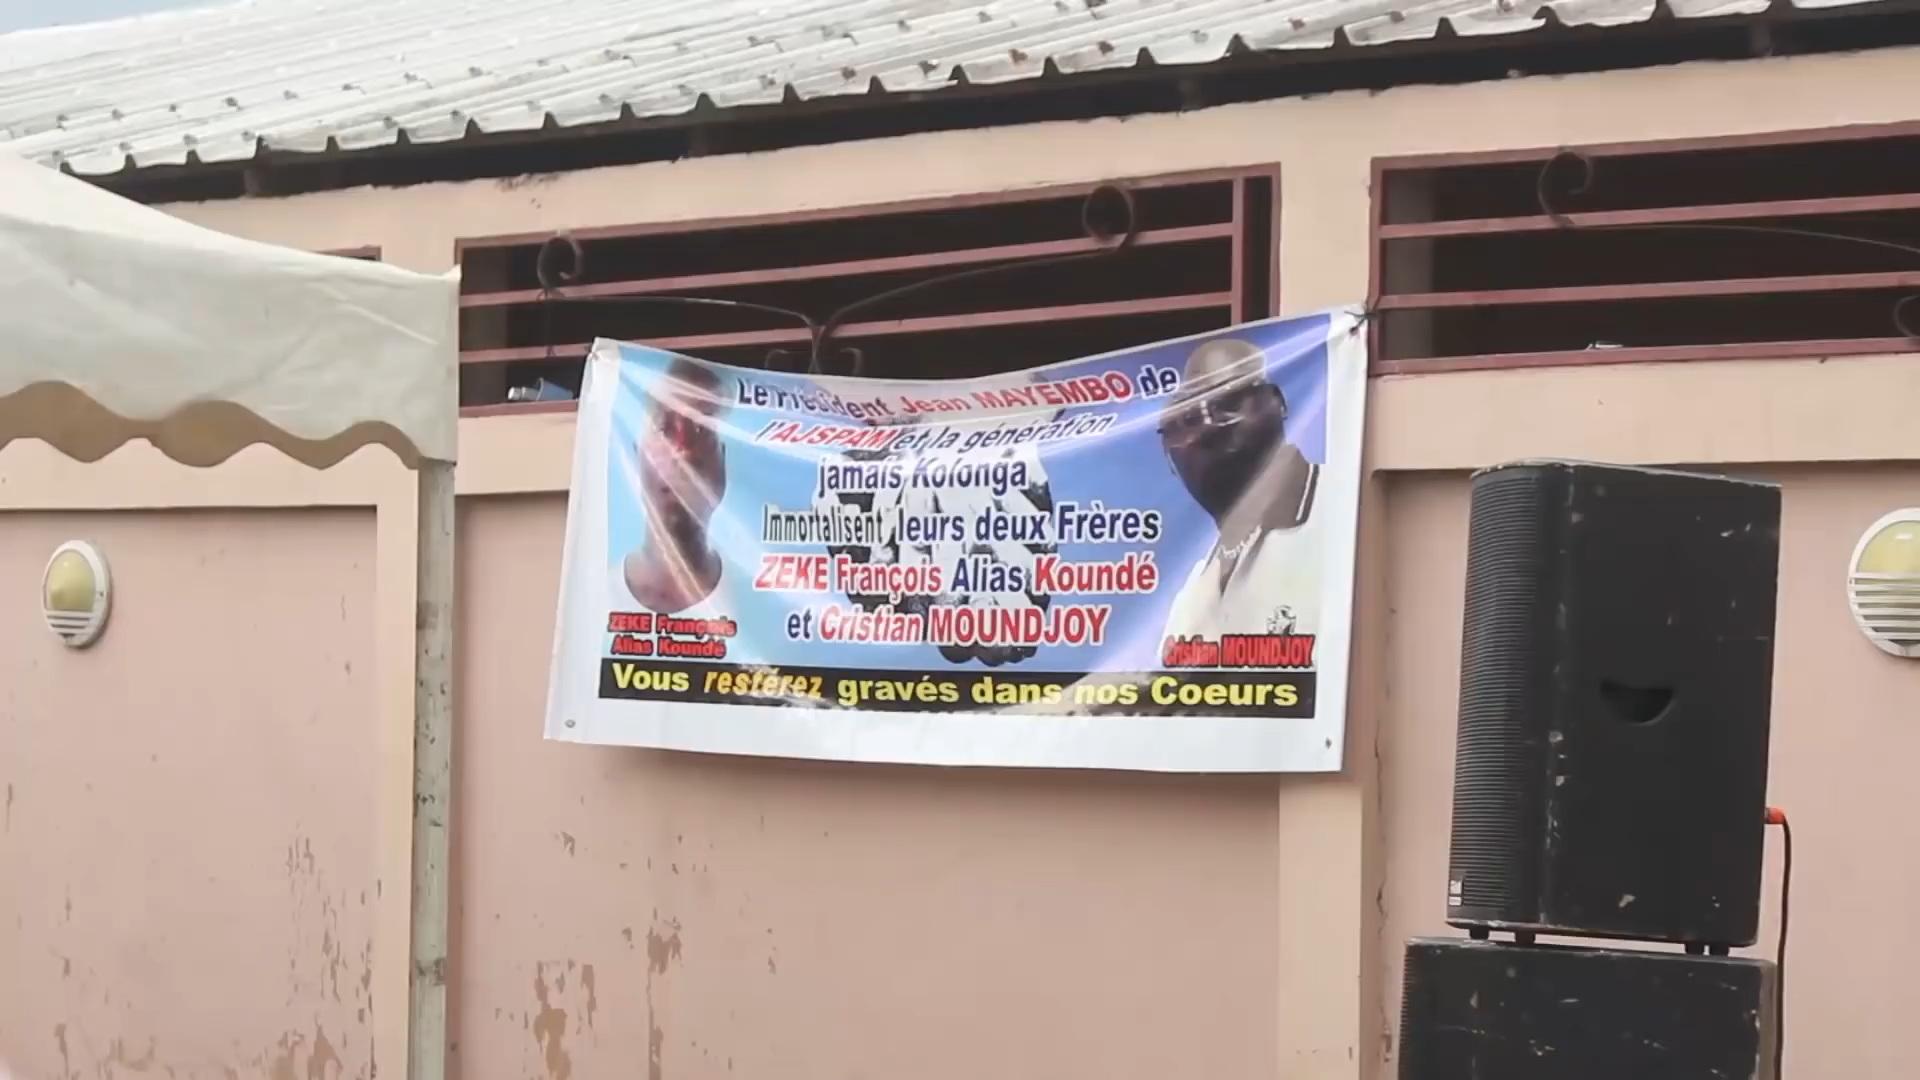 Le Président Jean MAYEMBO de
l'AJSPAM et la génération
jamais Kolonga
Immortalisent leurs deux Frères
ZEKE François Alias Koundé
et Cristian MOUNDJOY
ZEKE François
Alias Koundé
Cristian MOUNDJOY
Vous restérez gravés dans nos Coeurs